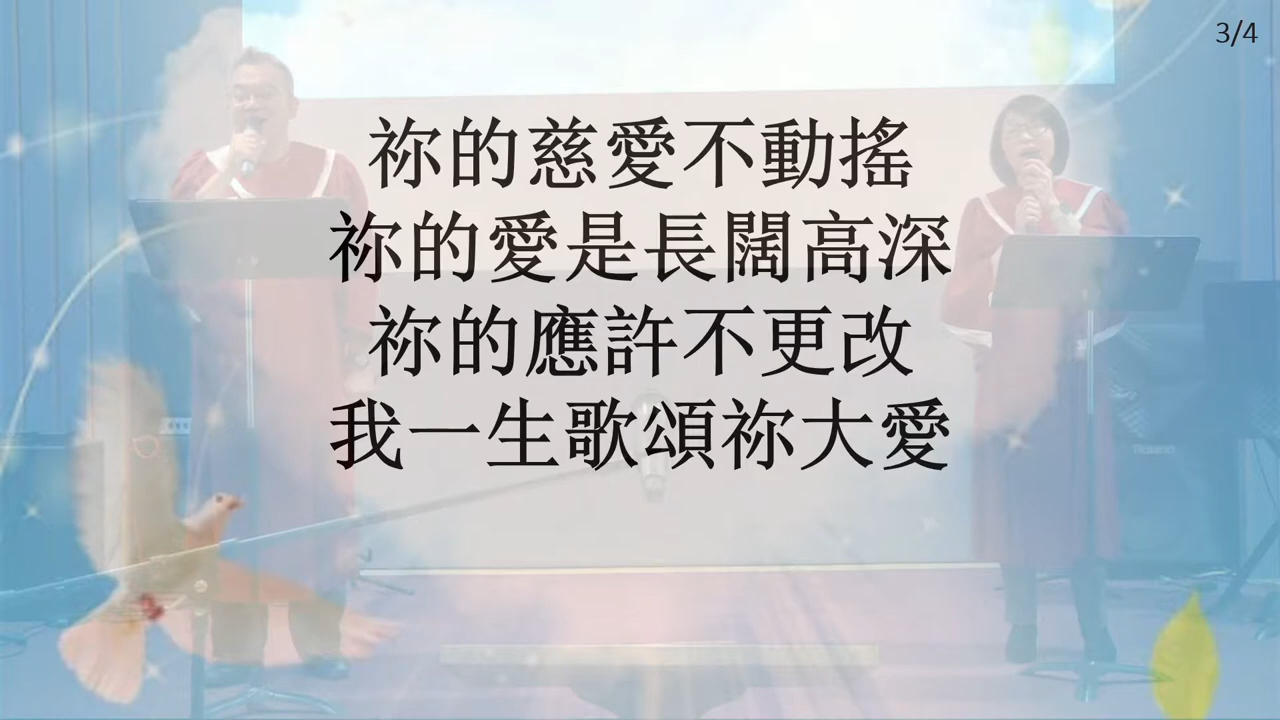 3/4
祢的慈愛不動搖
祢的愛是長闊高深
祢的應許不更改
我一生歌頌祢大愛